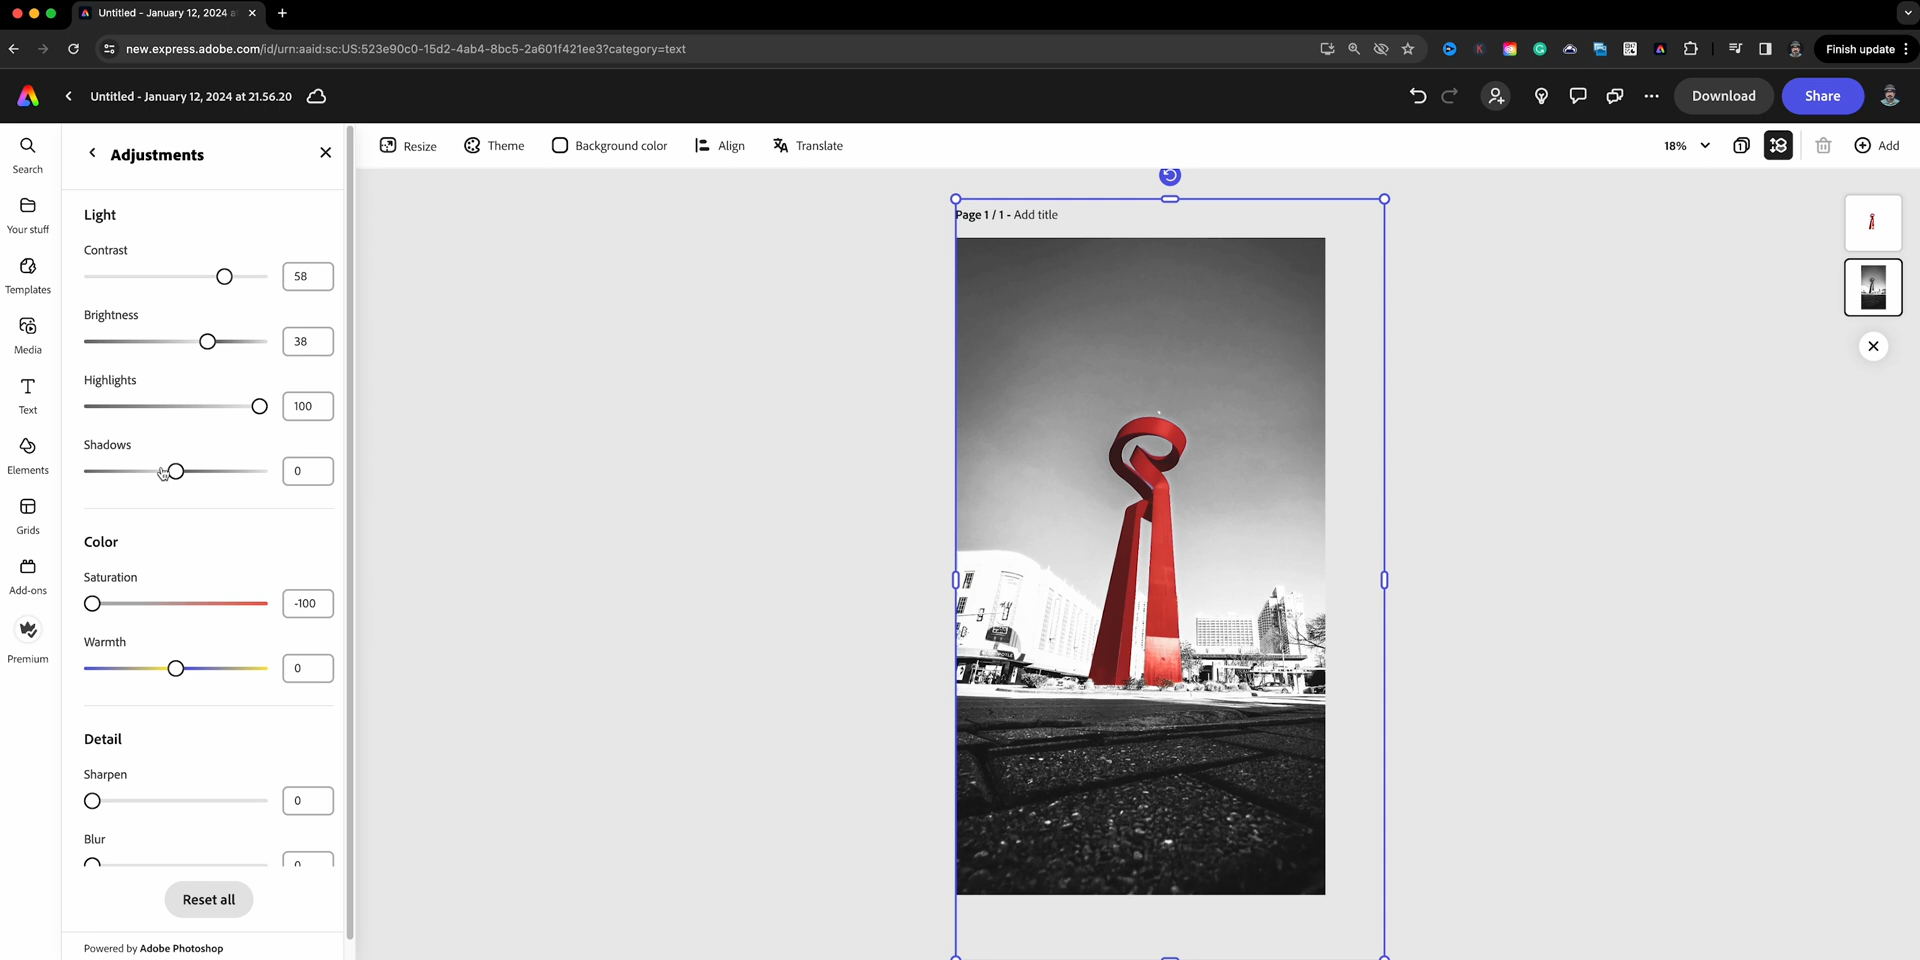 Untitled - January 12, 2024 a
new.express.adobe.com/id/urn:aaid:sc:US:523e90c0-15d2-4ab4-8bc5-2a601f421ee3?category=text
Finish update
Untitled - January 12, 2024 at 21.56.20
Download
Share
Search
Your stuff
Templates
Media
Text
Elements
Grids
Add-ons
Premium
Adjustments
Light
Contrast
58
Brightness
38
Highlights
100
Shadows
0
Color
Saturation
-100
Warmth
0
Detail
Sharpen
0
Blur
0
Reset all
Powered by Adobe Photoshop
Resize
Theme
Background color
Align
Translate
18%
Add
Page 1 / 1 - Add title